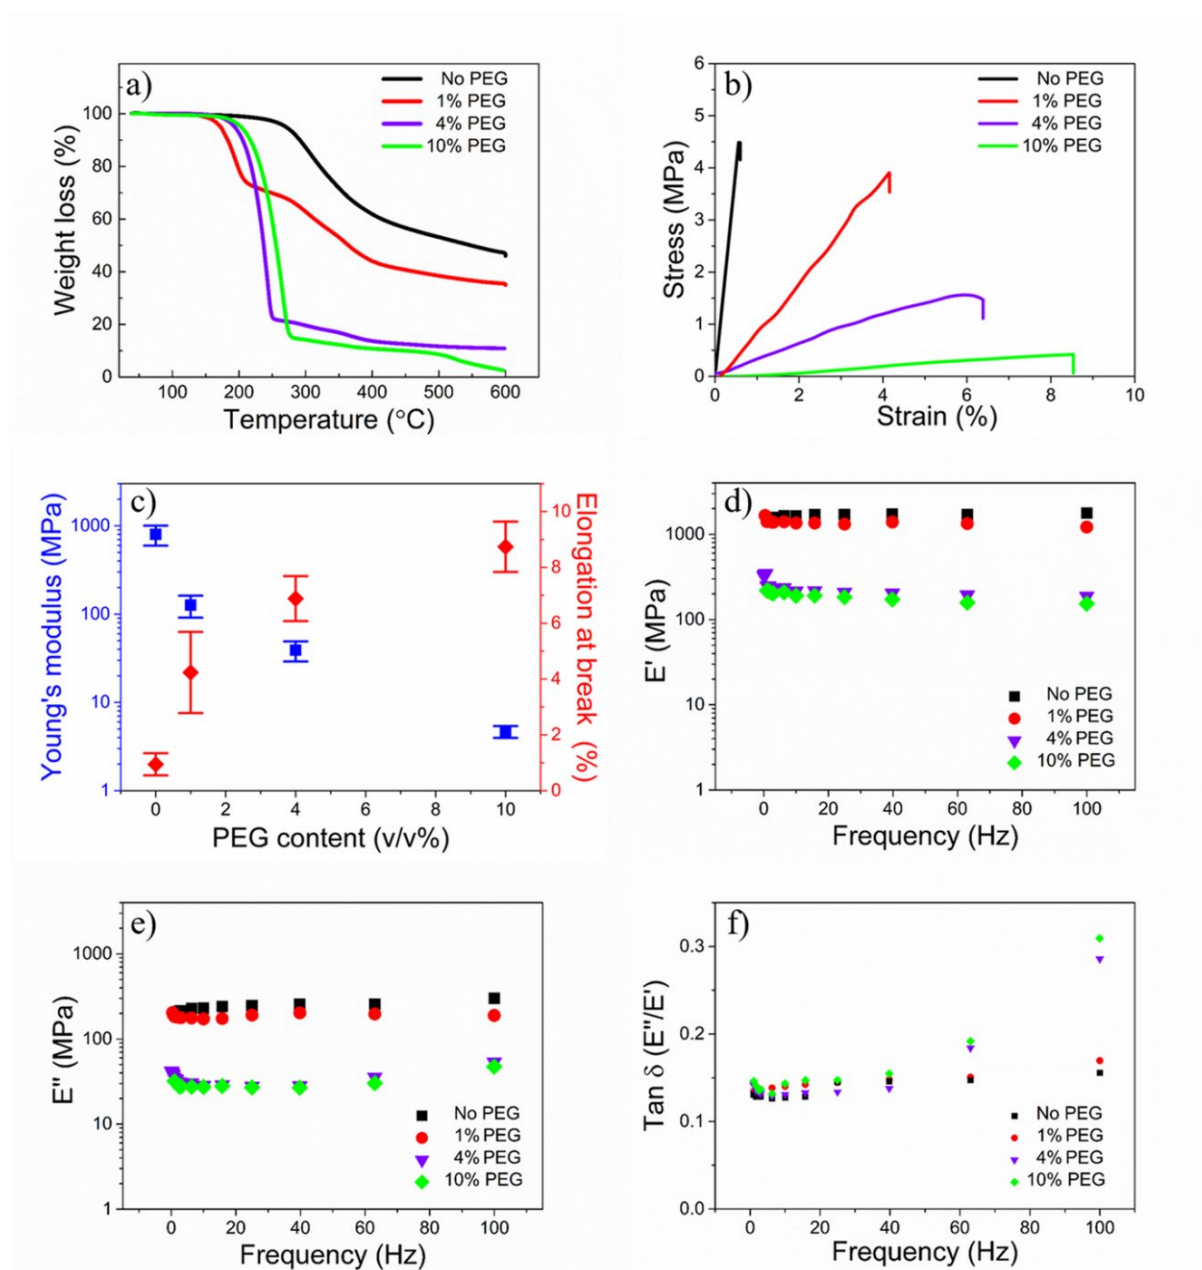 a)
No PEG
1% PEG
4% PEG
10% PEG
100
80
60
40
20
0
Weight loss (%)
100 200 300 400 500 600
Temperature (°C)
b)
No PEG
1% PEG
4% PEG
10% PEG
6
5
4
3
2
1
0
Stress (MPa)
0 2 4 6 8 10
Strain (%)
c)
1000
100
10
1
Young's modulus (MPa)
10
8
6
4
2
0
Elongation at break (%)
0 2 4 6 8 10
PEG content (v/v%)
d)
1000
100
10
1
E' (MPa)
No PEG
1% PEG
4% PEG
10% PEG
0 20 40 60 80 100
Frequency (Hz)
e)
1000
100
10
1
E" (MPa)
No PEG
1% PEG
4% PEG
10% PEG
0 20 40 60 80 100
Frequency (Hz)
f)
0.3
0.2
0.1
0.0
Tan δ (E"/E')
No PEG
1% PEG
4% PEG
10% PEG
0 20 40 60 80 100
Frequency (Hz)